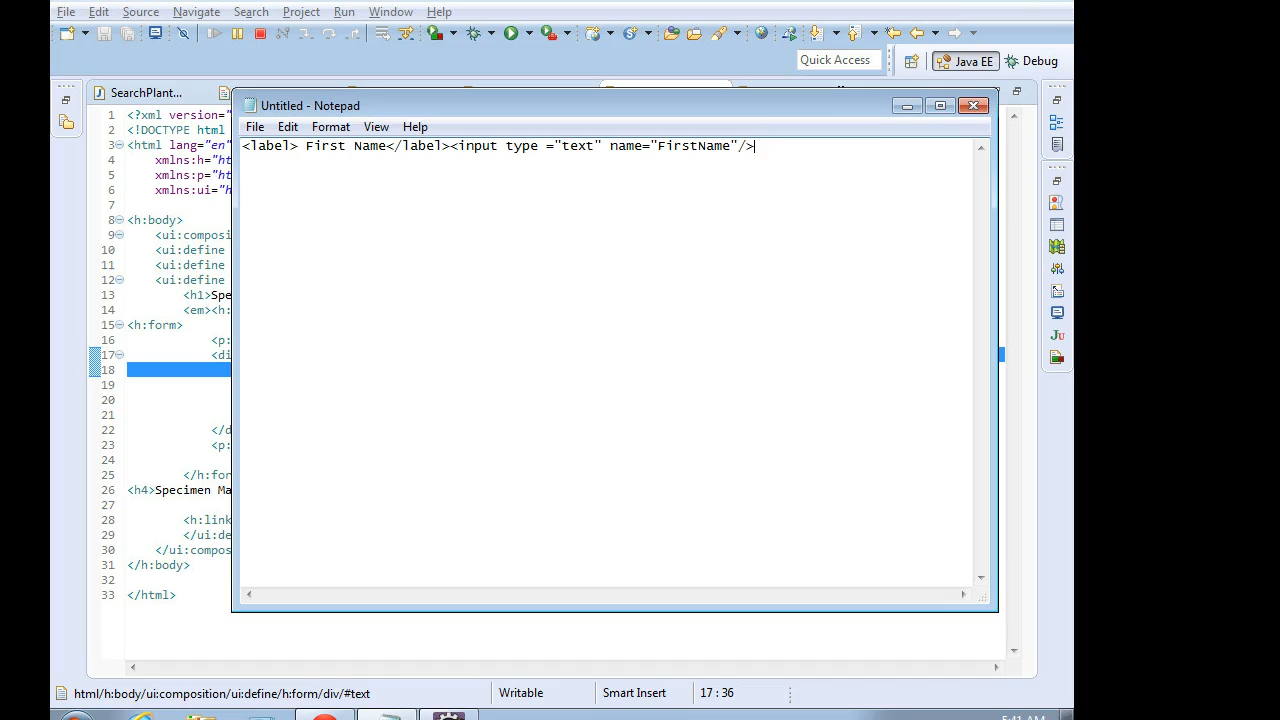 File Edit Source Navigate Search Project Run Window Help
Quick Access
Java EE
Debug
SearchPlant...
Untitled - Notepad
File Edit Format View Help
<label> First Name</label><input type ="text" name="FirstName"/>
1 <?xml version="
2 <!DOCTYPE html
3 <html lang="en"
4 xmlns:h="ht
5 xmlns:p="ht
6 xmlns:ui="h
7
8 <h:body>
9 <ui:composi
10 <ui:define
11 <ui:define
12 <ui:define
13 <h1>Spe
14 <em><h:
15 <h:form>
16 <p:
17 <di
18
19
20
21
22 </d
23 <p:
24
25 </h:for
26 <h4>Specimen Ma
27
28 <h:link
29 </ui:de
30 </ui:compos
31 </h:body>
32
33 </html>
html/h:body/ui:composition/ui:define/h:form/div/#text
Writable
Smart Insert
17 : 36
5:41 AM